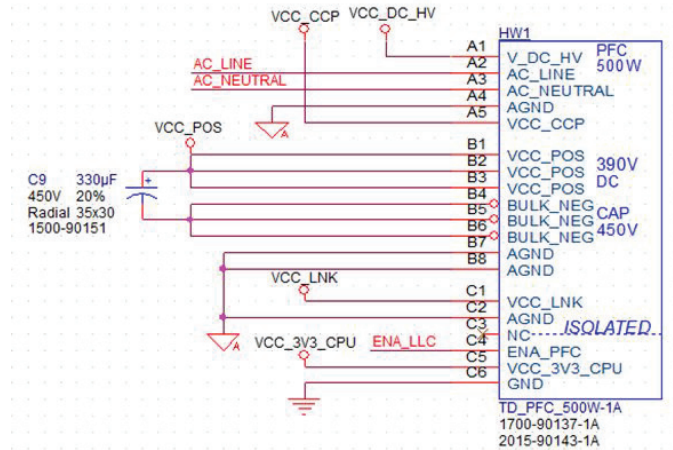 VCC_CCP VCC_DC_HV
HW1
A1 V_DC_HV PFC
A2 AC_LINE AC_LINE 500W
A3 AC_NEUTRAL AC_NEUTRAL
A4 AGND
A5 VCC_CCP
A
VCC_POS
B1 VCC_POS 390V
B2 VCC_POS DC
B3 VCC_POS
C9 330µF
450V 20%
Radial 35x30
1500-90151
+
B4 BULK_NEG
B5 BULK_NEG CAP
B6 BULK_NEG 450V
B7 AGND
B8 AGND
VCC_LNK
C1 VCC_LNK
C2 AGND
C3 NC ISOLATED
A
VCC_3V3_CPU
ENA_LLC C4 ENA_PFC
C5 VCC_3V3_CPU
C6 GND
TD_PFC_500W-1A
1700-90137-1A
2015-90143-1A